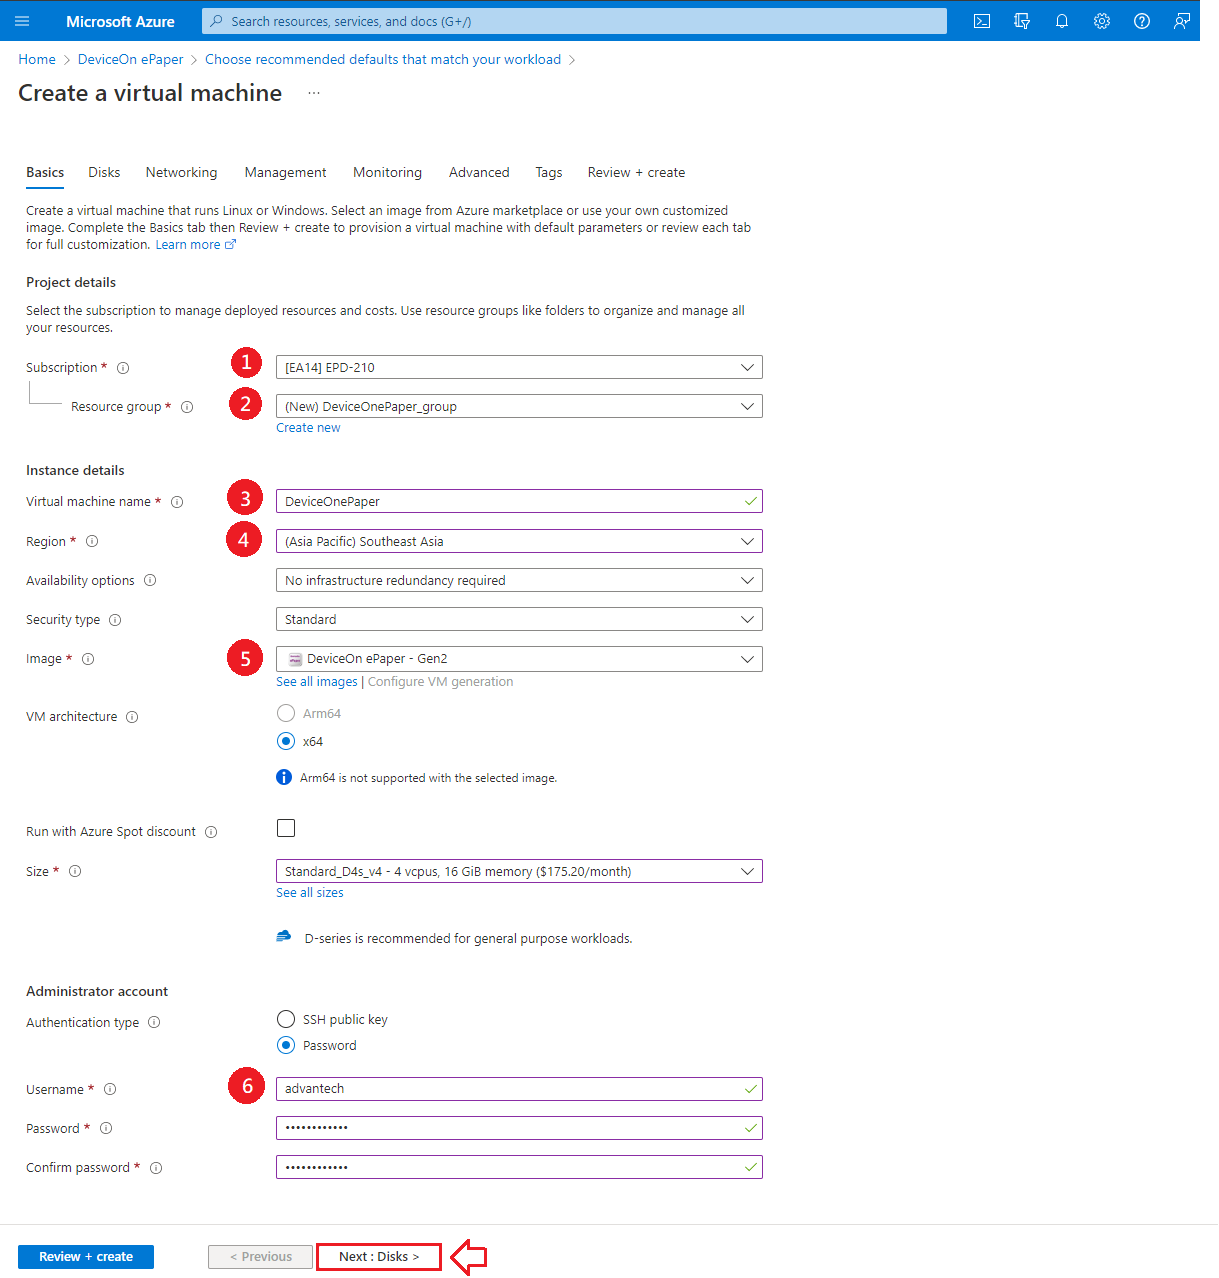 Microsoft Azure
Search resources, services, and docs (G+/)
Home > DeviceOn ePaper > Choose recommended defaults that match your workload >
Create a virtual machine ...
Basics Disks Networking Management Monitoring Advanced Tags Review + create
Create a virtual machine that runs Linux or Windows. Select an image from Azure marketplace or use your own customized
image. Complete the Basics tab then Review + create to provision a virtual machine with default parameters or review each tab
for full customization. Learn more
Project details
Select the subscription to manage deployed resources and costs. Use resource groups like folders to organize and manage all
your resources.
Subscription * 1 [EA14] EPD-210
Resource group * 2 (New) DeviceOnePaper_group
Create new
Instance details
Virtual machine name * 3 DeviceOnePaper
Region * 4 (Asia Pacific) Southeast Asia
Availability options No infrastructure redundancy required
Security type Standard
Image * 5 DeviceOn ePaper - Gen2
See all images | Configure VM generation
VM architecture Arm64
x64
Arm64 is not supported with the selected image.
Run with Azure Spot discount
Size * Standard_D4s_v4 - 4 vcpus, 16 GiB memory ($175.20/month)
See all sizes
D-series is recommended for general purpose workloads.
Administrator account
Authentication type SSH public key
Password
Username * 6 advantech
Password * ••••••••••••
Confirm password * ••••••••••••
Review + create < Previous Next : Disks >